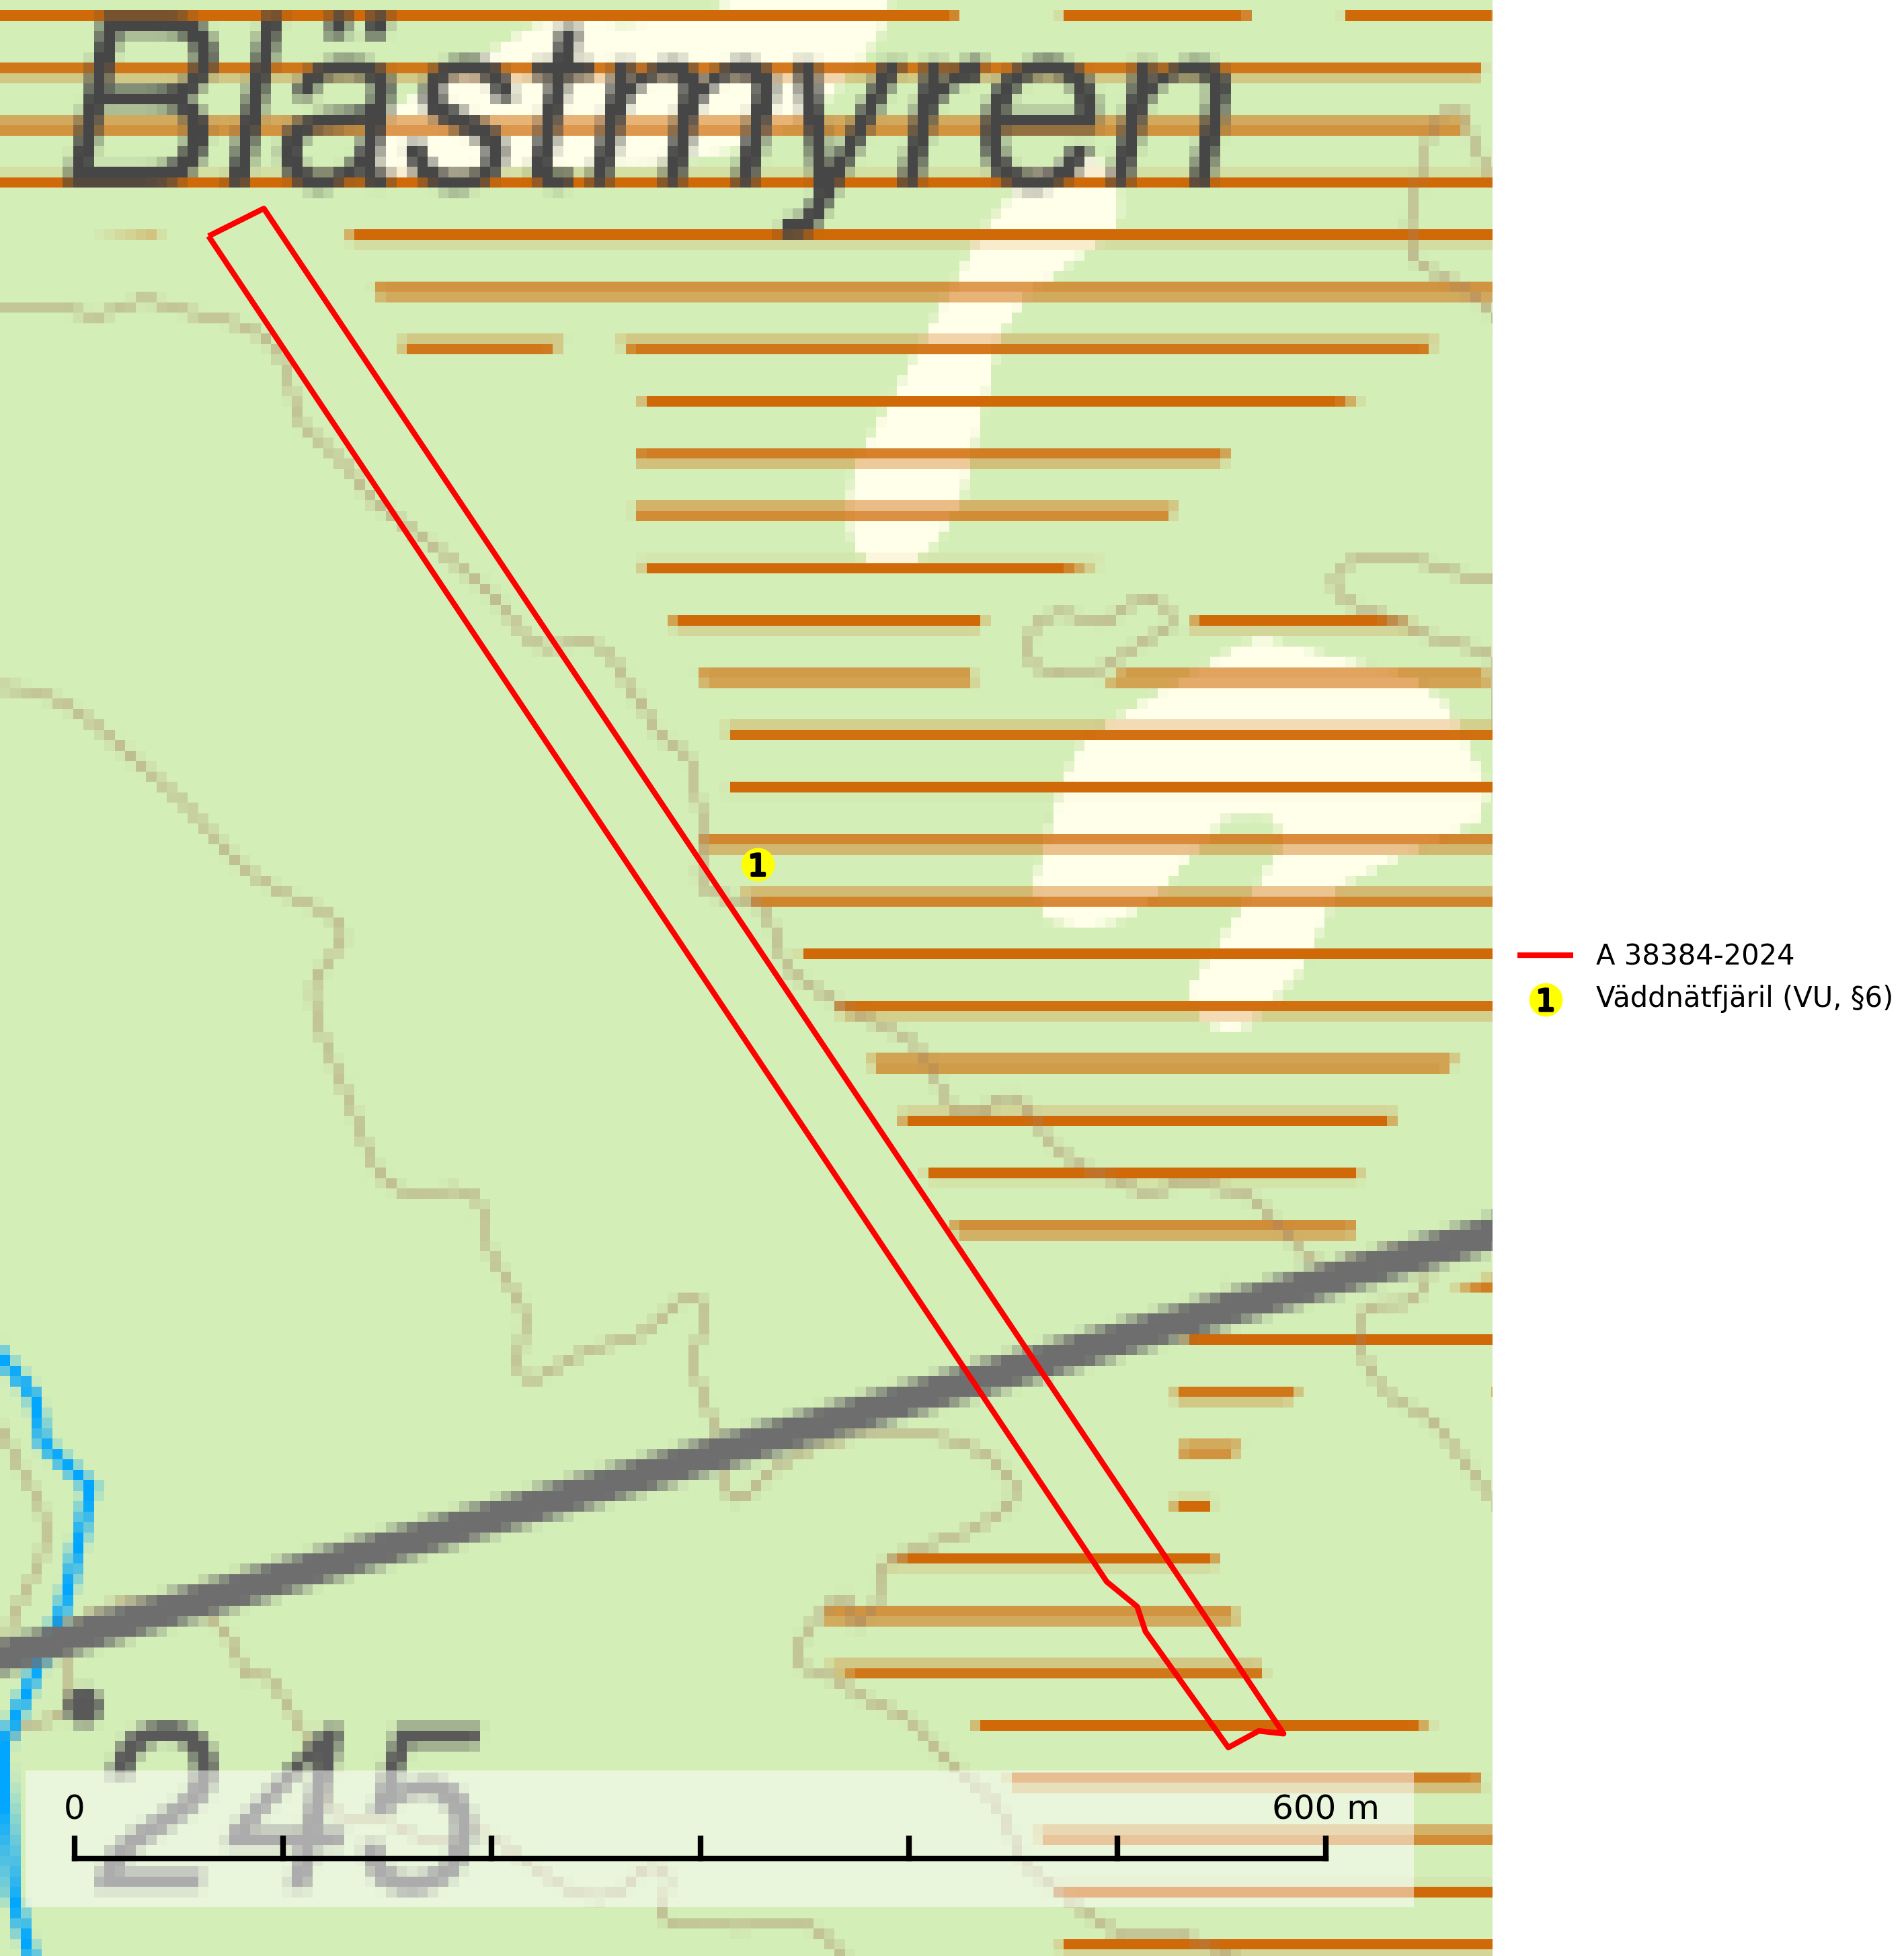 Blästmyren
1
A 38384-2024
1 Väddnätfjäril (VU, §6)
.245
0 600 m